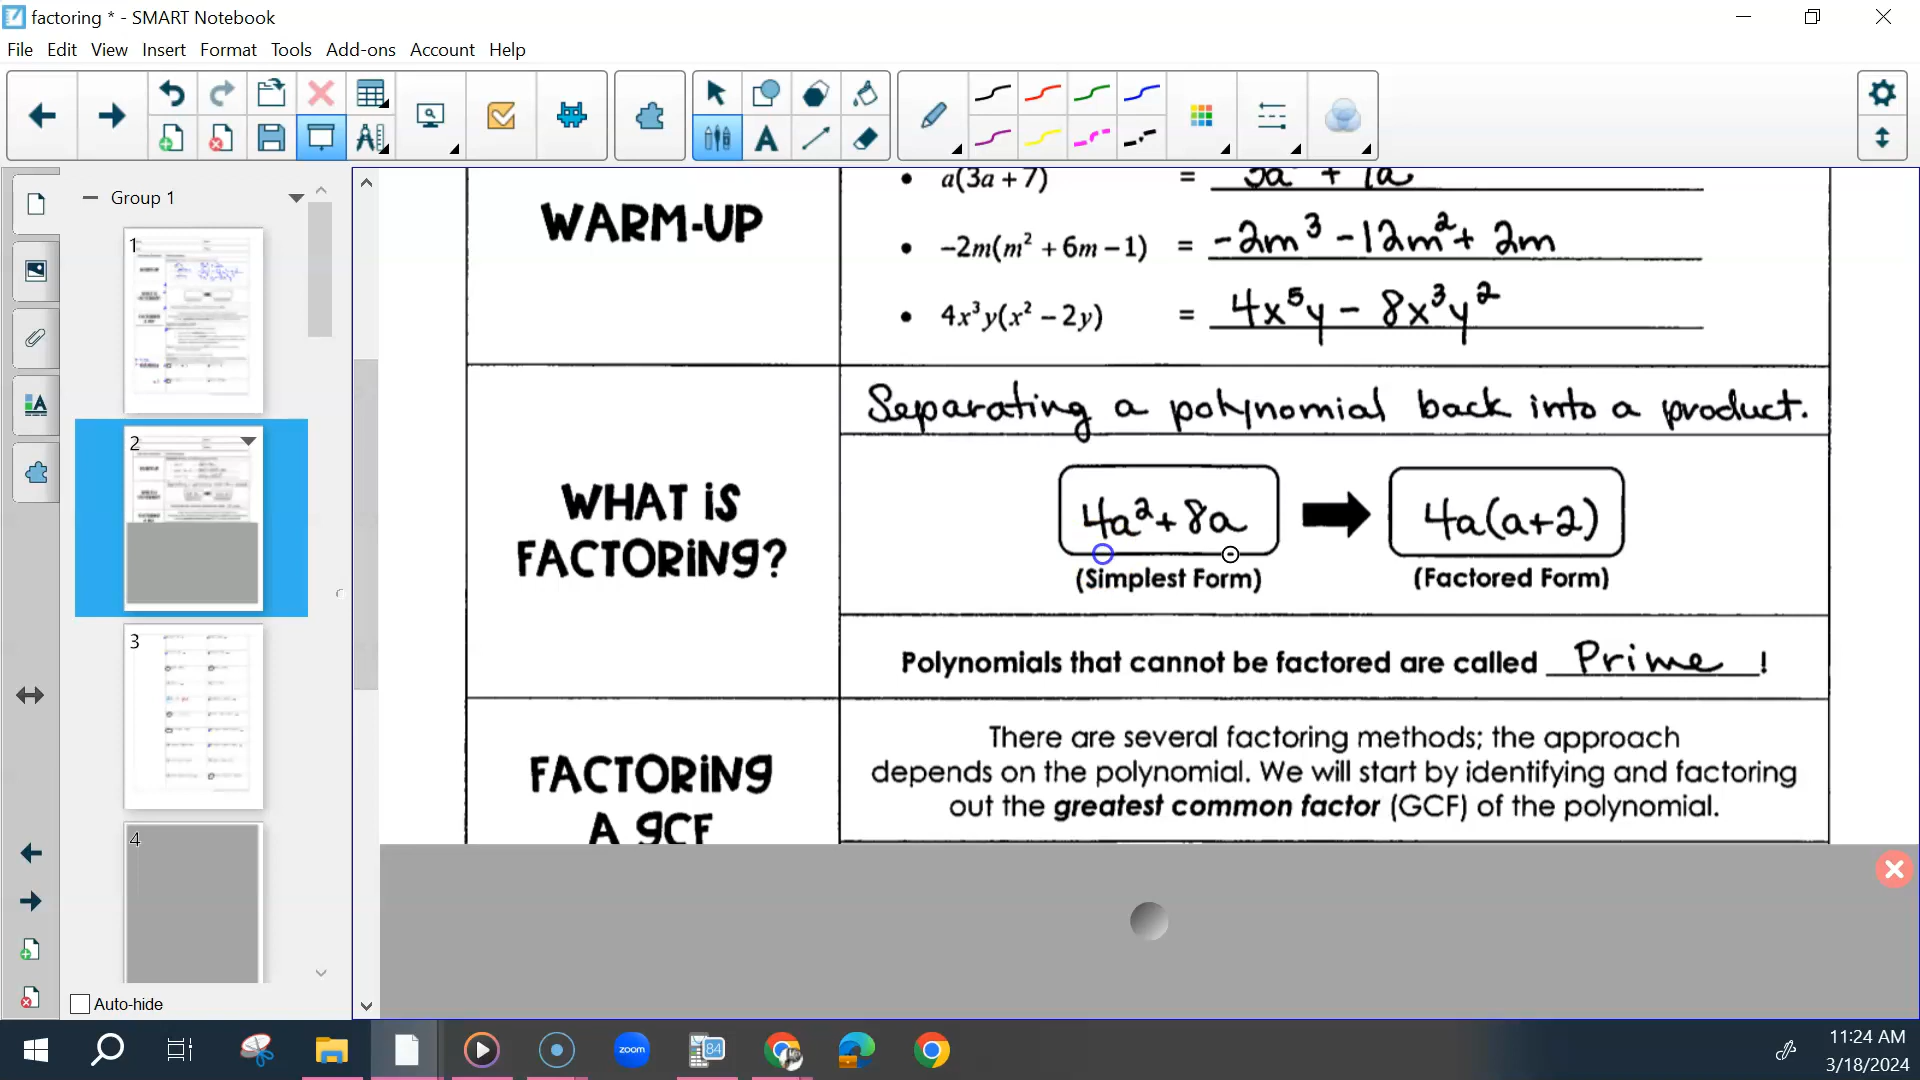 factoring * - SMART Notebook
File Edit View Insert Format Tools Add-ons Account Help
Group 1
1
2
3
4
Auto-hide
WARM-UP
• a(3a + 7) = 3a + 7a
• −2m(m² + 6m − 1) = -2m³ - 12m² + 2m
• 4x³y(x² − 2y) = 4x⁵y - 8x³y²
WHAT iS
FACTORiNg?
Separating a polynomial back into a product.
4a² + 8a ➡ 4a(a+2)
(Simplest Form) (Factored Form)
Polynomials that cannot be factored are called Prime!
FACTORiNg
A gCF
There are several factoring methods; the approach
depends on the polynomial. We will start by identifying and factoring
out the greatest common factor (GCF) of the polynomial.
zoom
84
11:24 AM
3/18/2024